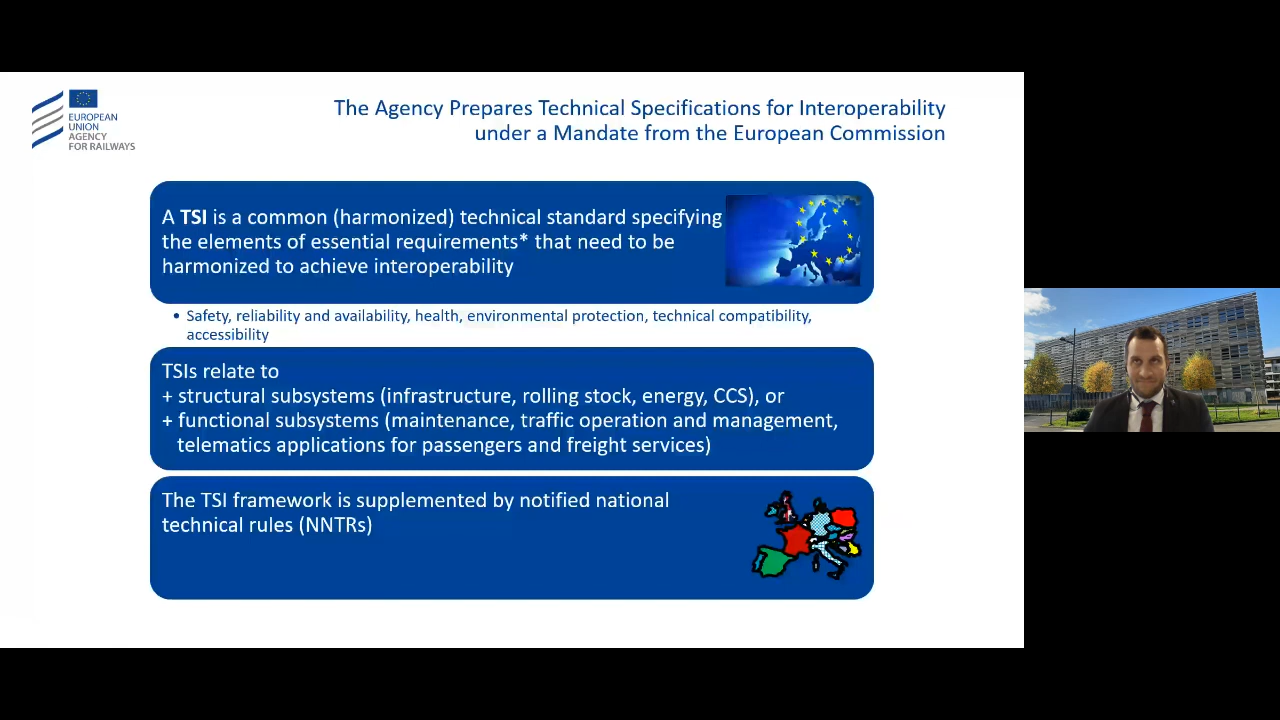 EUROPEAN
UNION
AGENCY
FOR RAILWAYS
The Agency Prepares Technical Specifications for Interoperability
under a Mandate from the European Commission
A TSI is a common (harmonized) technical standard specifying
the elements of essential requirements* that need to be
harmonized to achieve interoperability
• Safety, reliability and availability, health, environmental protection, technical compatibility,
accessibility
TSIs relate to
+ structural subsystems (infrastructure, rolling stock, energy, CCS), or
+ functional subsystems (maintenance, traffic operation and management,
telematics applications for passengers and freight services)
The TSI framework is supplemented by notified national
technical rules (NNTRs)